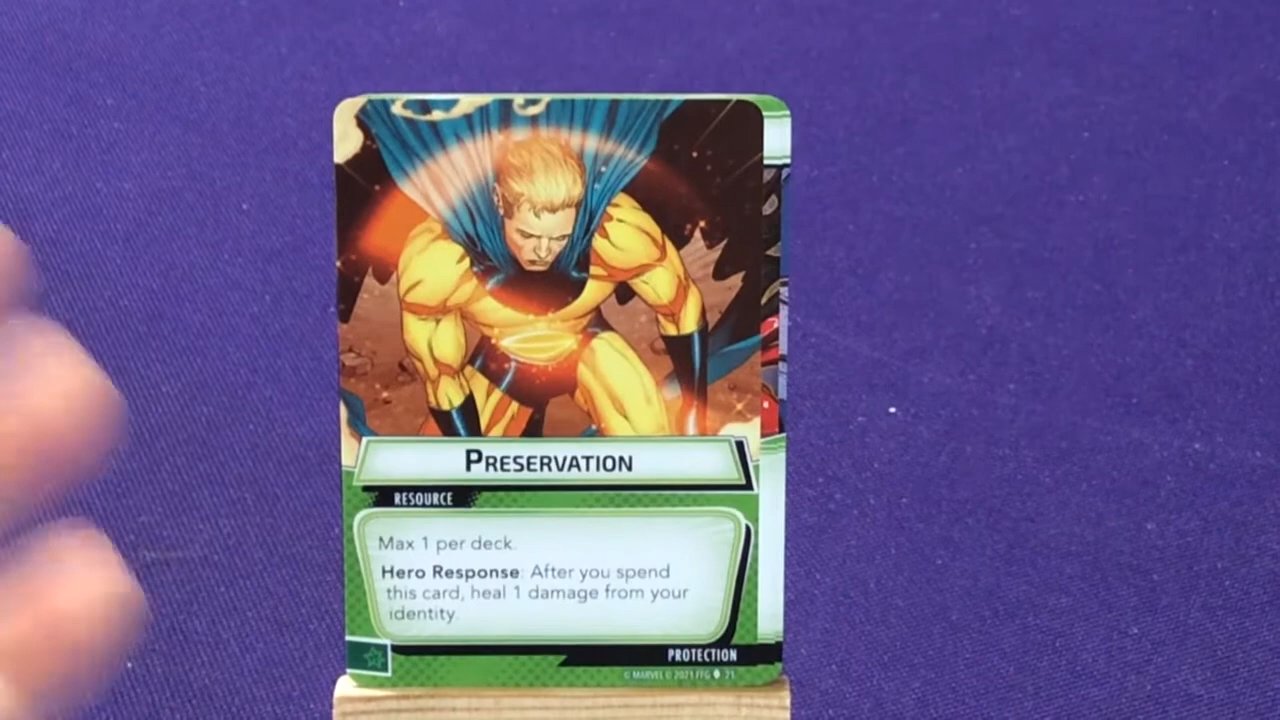 PRESERVATION
RESOURCE
Max 1 per deck.
Hero Response: After you spend
this card, heal 1 damage from your
identity.
PROTECTION
© MARVEL © 2021 FFG 21